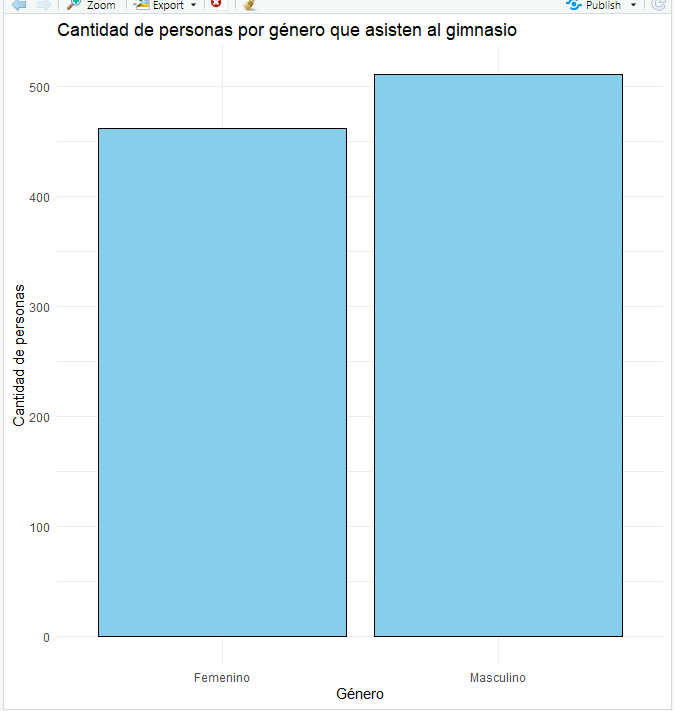 Zoom Export Publish
Cantidad de personas por género que asisten al gimnasio
500
400
300
200
100
0
Cantidad de personas
Femenino Masculino
Género